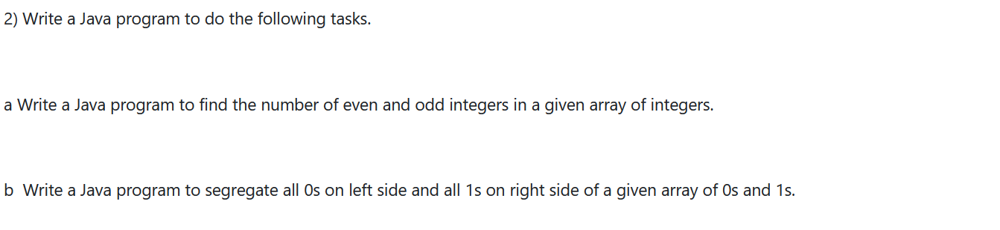 2) Write a Java program to do the following tasks.
a Write a Java program to find the number of even and odd integers in a given array of integers.
b Write a Java program to segregate all 0s on left side and all 1s on right side of a given array of 0s and 1s.